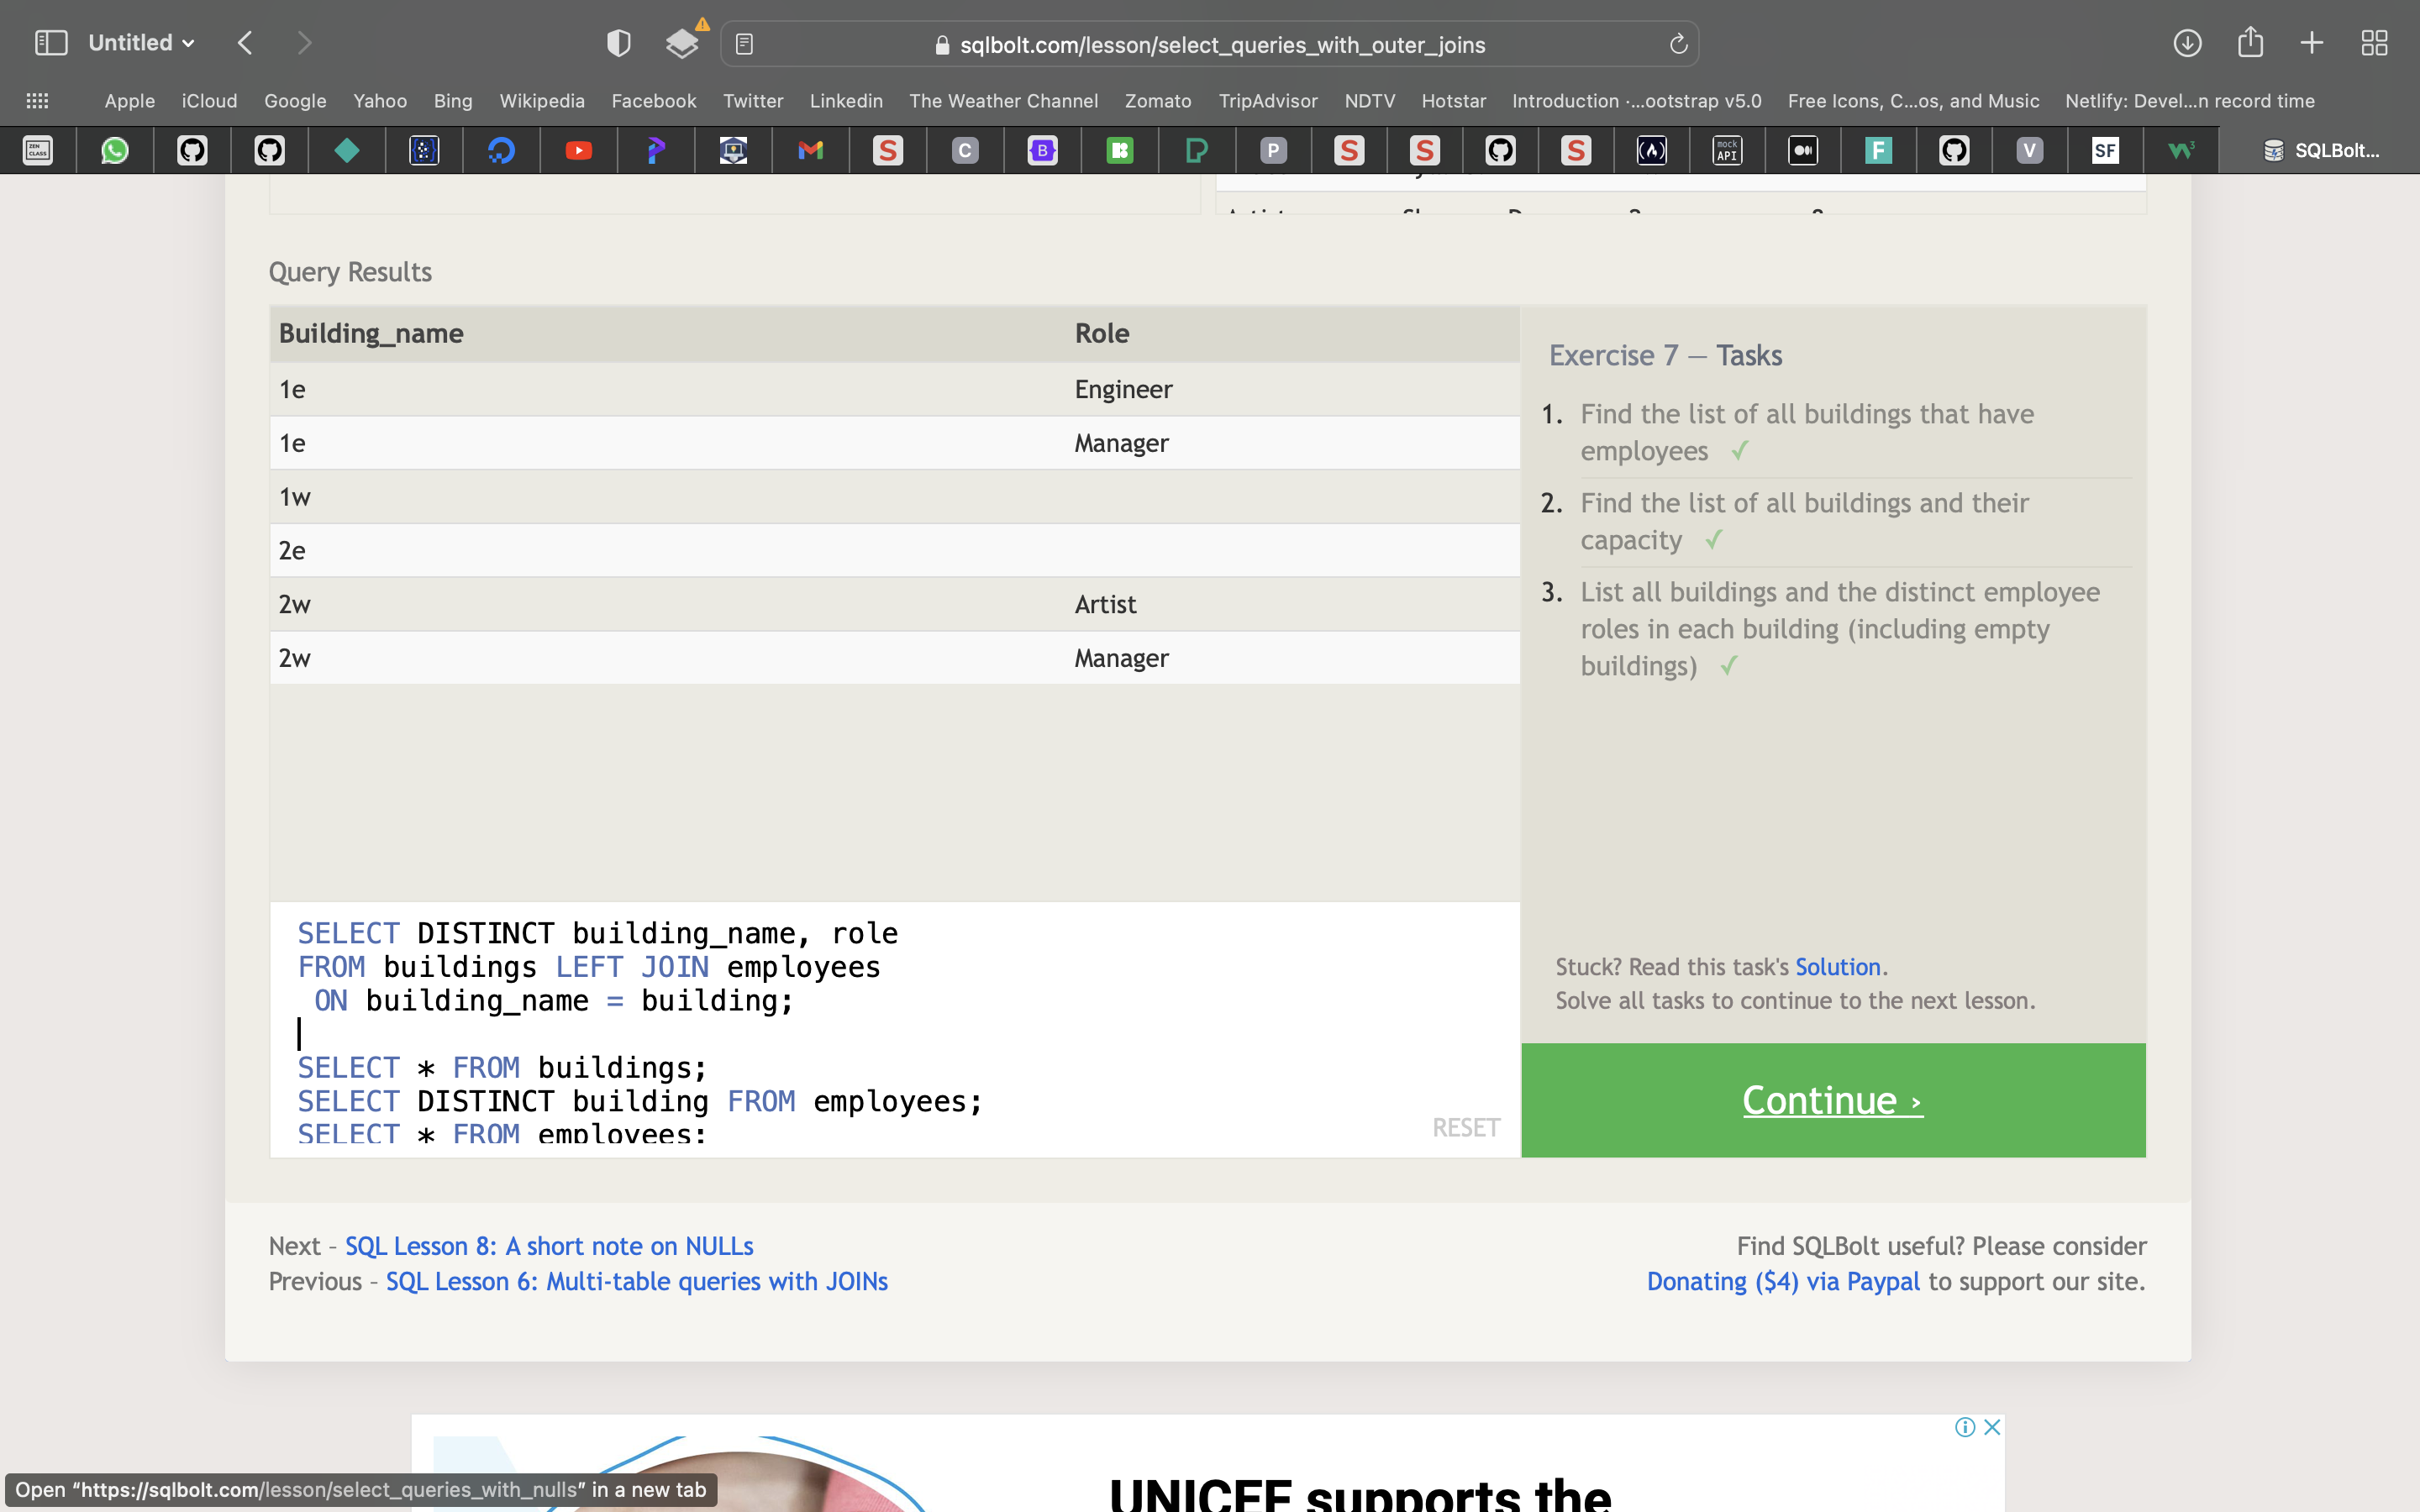 Untitled
sqlbolt.com/lesson/select_queries_with_outer_joins
Apple iCloud Google Yahoo Bing Wikipedia Facebook Twitter Linkedin The Weather Channel Zomato TripAdvisor NDTV Hotstar Introduction ·...ootstrap v5.0 Free Icons, C...os, and Music Netlify: Devel...n record time
ZEN CLASS S C B P S S S mock API F V SF SQLBolt...
Query Results
Building_name Role
1e Engineer
1e Manager
1w
2e
2w Artist
2w Manager
Exercise 7 — Tasks
1. Find the list of all buildings that have
employees ✓
2. Find the list of all buildings and their
capacity ✓
3. List all buildings and the distinct employee
roles in each building (including empty
buildings) ✓
Stuck? Read this task's Solution.
Solve all tasks to continue to the next lesson.
Continue ›
SELECT DISTINCT building_name, role
FROM buildings LEFT JOIN employees
ON building_name = building;
SELECT * FROM buildings;
SELECT DISTINCT building FROM employees;
SELECT * FROM employees;
RESET
Next – SQL Lesson 8: A short note on NULLs
Previous – SQL Lesson 6: Multi-table queries with JOINs
Find SQLBolt useful? Please consider
Donating ($4) via Paypal to support our site.
UNICEF supports the
Open “https://sqlbolt.com/lesson/select_queries_with_nulls” in a new tab